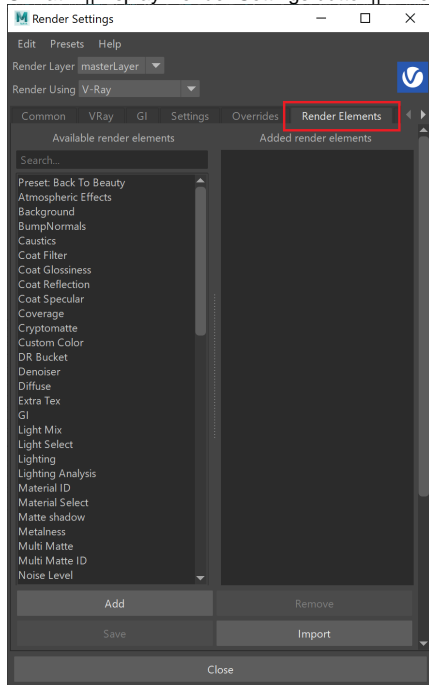 Render Settings
Edit Presets Help
Render Layer masterLayer
Render Using V-Ray
Common VRay GI Settings Overrides Render Elements
Available render elements
Added render elements
Search...
Preset: Back To Beauty
Atmospheric Effects
Background
BumpNormals
Caustics
Coat Filter
Coat Glossiness
Coat Reflection
Coat Specular
Coverage
Cryptomatte
Custom Color
DR Bucket
Denoiser
Diffuse
Extra Tex
GI
Light Mix
Light Select
Lighting
Lighting Analysis
Material ID
Material Select
Matte shadow
Metalness
Multi Matte
Multi Matte ID
Noise Level
Add Remove
Save Import
Close